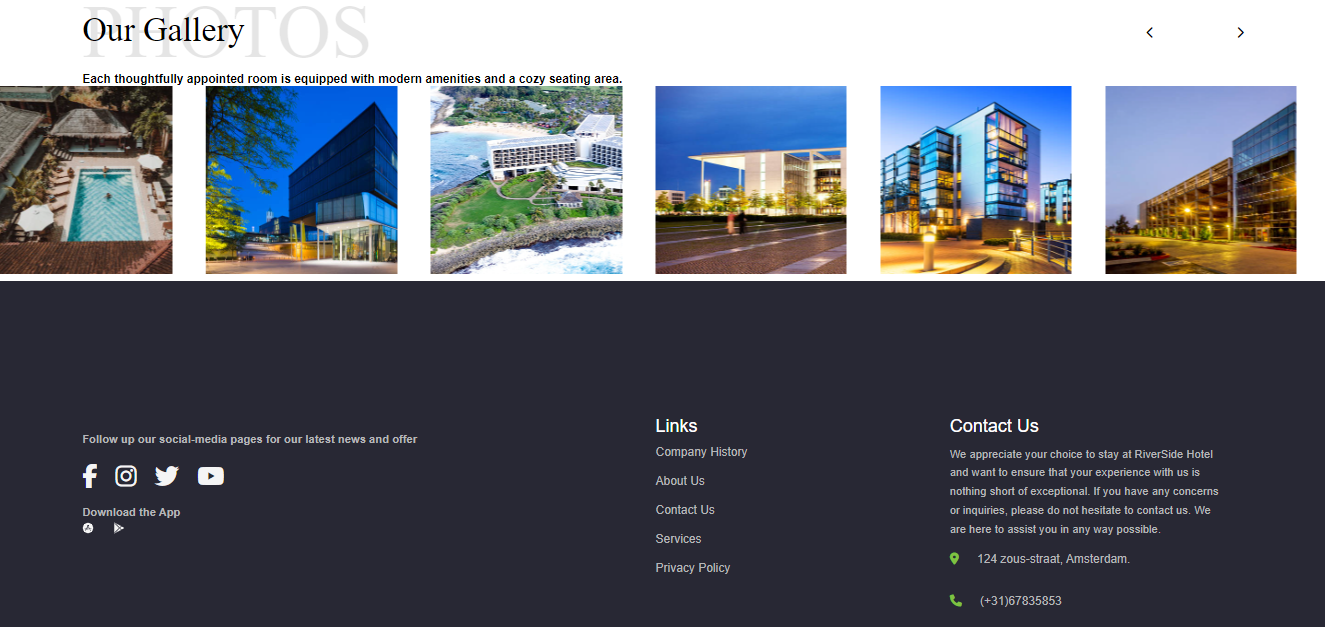 PHOTOS
Our Gallery
Each thoughtfully appointed room is equipped with modern amenities and a cozy seating area.
Follow up our social-media pages for our latest news and offer
Download the App
Links
Company History
About Us
Contact Us
Services
Privacy Policy
Contact Us
We appreciate your choice to stay at RiverSide Hotel
and want to ensure that your experience with us is
nothing short of exceptional. If you have any concerns
or inquiries, please do not hesitate to contact us. We
are here to assist you in any way possible.
124 zous-straat, Amsterdam.
(+31)67835853